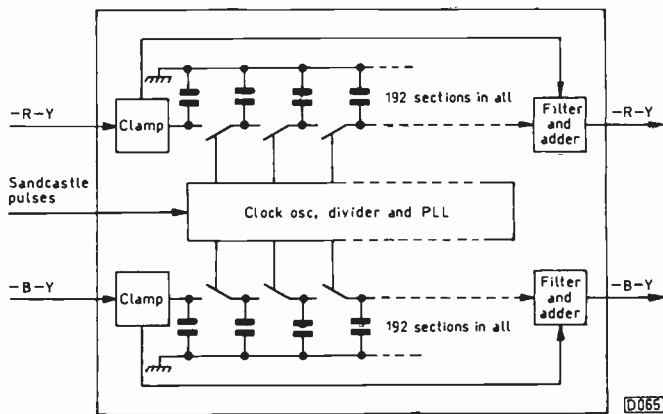 192 sections in all
-R-Y
Clamp
Filter
and
adder
-R-Y
Sandcastle
pulses
Clock osc, divider and PLL
-B-Y
Clamp
Filter
and
adder
-B-Y
192 sections in all
D065